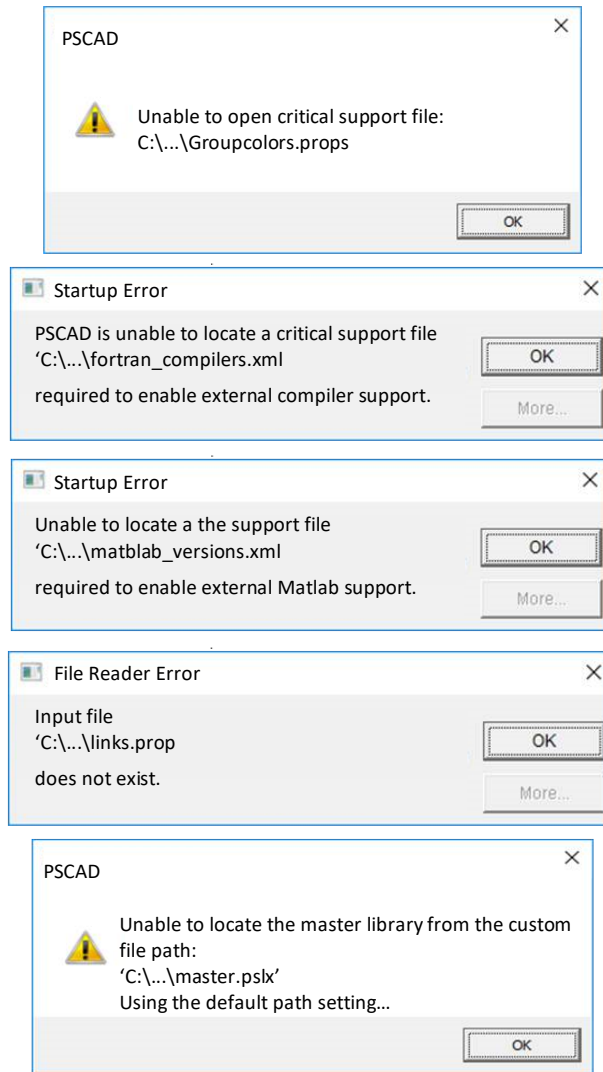 PSCAD
Unable to open critical support file:
C:\...\Groupcolors.props
OK
Startup Error
PSCAD is unable to locate a critical support file
‘C:\...\fortran_compilers.xml
required to enable external compiler support.
OK
More...
Startup Error
Unable to locate a the support file
‘C:\...\matblab_versions.xml
required to enable external Matlab support.
OK
More...
File Reader Error
Input file
‘C:\...\links.prop
does not exist.
OK
More...
PSCAD
Unable to locate the master library from the custom
file path:
‘C:\...\master.pslx’
Using the default path setting…
OK